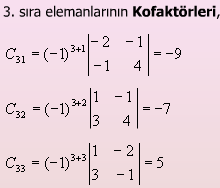 3. sıra elemanlarının Kofaktörleri,
C₃₁ = (−1)³⁺¹ |−2 −1; −1 4| = −9
C₃₂ = (−1)³⁺² |1 −1; 3 4| = −7
C₃₃ = (−1)³⁺³ |1 −2; 3 −1| = 5